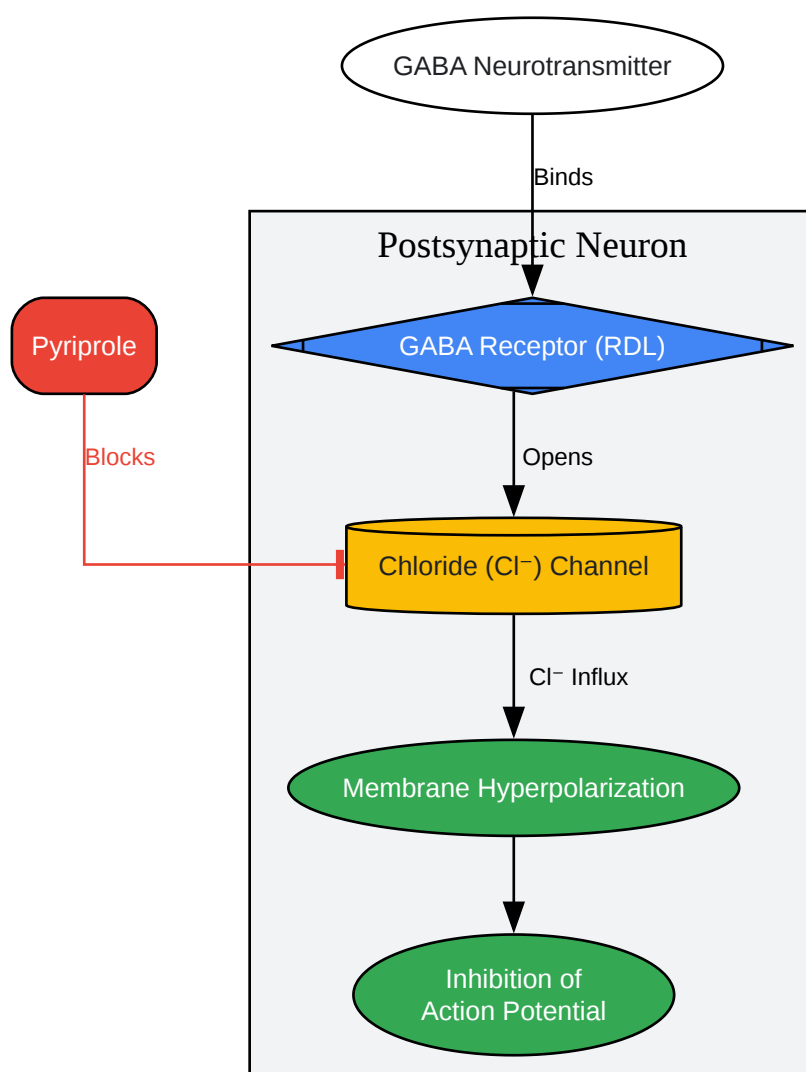 GABA Neurotransmitter
Binds
Postsynaptic Neuron
Pyriprole
GABA Receptor (RDL)
Blocks
Opens
Chloride (Cl⁻) Channel
Cl⁻ Influx
Membrane Hyperpolarization
Inhibition of
Action Potential